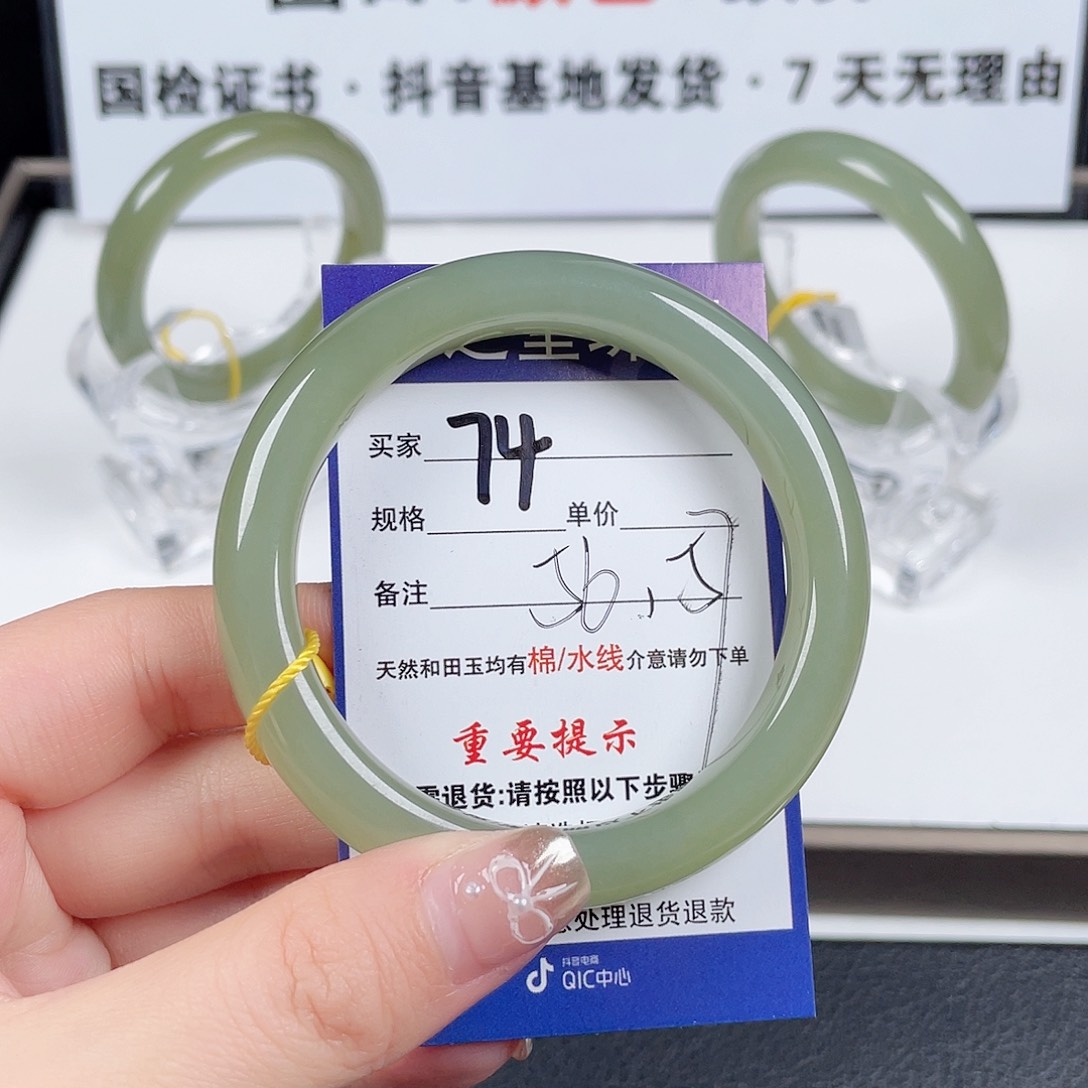 国检证书·抖音基地发货·7天无理由
买家 74
规格 单价
备注 56.5
天然和田玉均有棉/水线介意请勿下单
重要提示
需退货:请按照以下步骤
处理退货退款
抖音电商
QIC中心